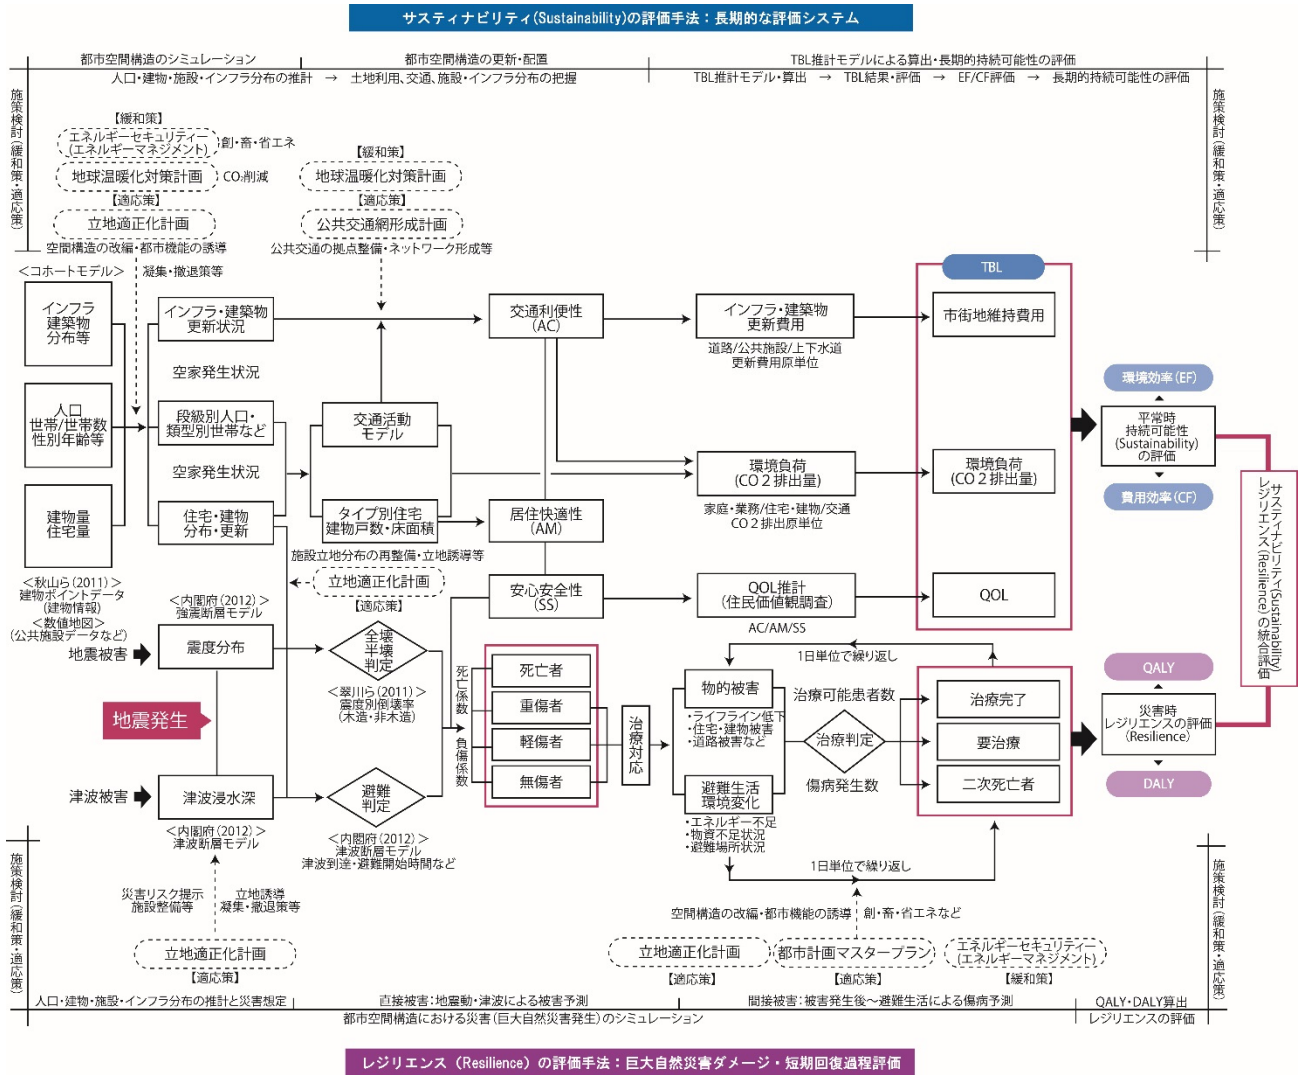 サスティナビリティ(Sustainability)の評価手法：長期的な評価システム
都市空間構造のシミュレーション
都市空間構造の更新・配置
TBL推計モデルによる算出・長期的持続可能性の評価
人口・建物・施設・インフラ分布の推計 → 土地利用、交通、施設・インフラ分布の把握
TBL推計モデル・算出 → TBL結果・評価 → EF/CF評価 → 長期的持続可能性の評価
施策検討(緩和策・適応策)
施策検討(緩和策・適応策)
【緩和策】
エネルギーセキュリティー
(エネルギーマネジメント)
創・畜・省エネ
地球温暖化対策計画
CO₂削減
【適応策】
立地適正化計画
空間構造の改編・都市機能の誘導
凝集・撤退策等
【緩和策】
地球温暖化対策計画
【適応策】
公共交通網形成計画
公共交通の拠点整備・ネットワーク形成等
＜コホートモデル＞
インフラ
建築物
分布等
人口
世帯/世帯数
性別年齢等
建物量
住宅量
＜秋山ら(2011)＞
建物ポイントデータ
(建物情報)
＜数値地図＞
(公共施設データなど)
インフラ・建築物
更新状況
空家発生状況
段級別人口・
類型別世帯など
空家発生状況
住宅・建物
分布・更新
交通活動
モデル
タイプ別住宅
建物戸数・床面積
施設立地分布の再整備・立地誘導等
立地適正化計画
【適応策】
交通利便性
(AC)
居住快適性
(AM)
安心安全性
(SS)
インフラ・建築物
更新費用
道路/公共施設/上下水道
更新費用原単位
環境負荷
(CO２排出量)
家庭・業務/住宅・建物/交通
CO２排出原単位
QOL推計
(住民価値観調査)
AC/AM/SS
TBL
市街地維持費用
環境負荷
(CO２排出量)
QOL
環境効率(EF)
平常時
持続可能性
(Sustainability)
の評価
費用効率(CF)
サスティナビリティ(Sustainability)
レジリエンス(Resilience)の統合評価
＜内閣府(2012)＞
強震断層モデル
地震被害
震度分布
全壊
半壊
判定
＜翠川ら(2011)＞
震度別倒壊率
(木造・非木造)
地震発生
津波被害
津波浸水深
＜内閣府(2012)＞
津波断層モデル
避難
判定
＜内閣府(2012)＞
津波断層モデル
津波到達・避難開始時間など
死亡係数
負傷係数
死亡者
重傷者
軽傷者
無傷者
治療対応
1日単位で繰り返し
物的被害
・ライフライン低下
・住宅・建物被害
・道路被害など
避難生活
環境変化
・エネルギー不足
・物資不足状況
・避難場所状況
治療可能患者数
治療判定
傷病発生数
1日単位で繰り返し
治療完了
要治療
二次死亡者
QALY
災害時
レジリエンスの評価
(Resilience)
DALY
災害リスク提示
施設整備等
立地誘導
凝集・撤退策等
立地適正化計画
【適応策】
空間構造の改編・都市機能の誘導
創・畜・省エネなど
立地適正化計画
【適応策】
都市計画マスタープラン
【適応策】
エネルギーセキュリティー
(エネルギーマネジメント)
【緩和策】
施策検討(緩和策・適応策)
施策検討(緩和策・適応策)
人口・建物・施設・インフラ分布の推計と災害想定
直接被害：地震動・津波による被害予測
間接被害：被害発生後～避難生活による傷病予測
QALY・DALY算出
都市空間構造における災害(巨大自然災害発生)のシミュレーション
レジリエンスの評価
レジリエンス（Resilience）の評価手法：巨大自然災害ダメージ・短期回復過程評価